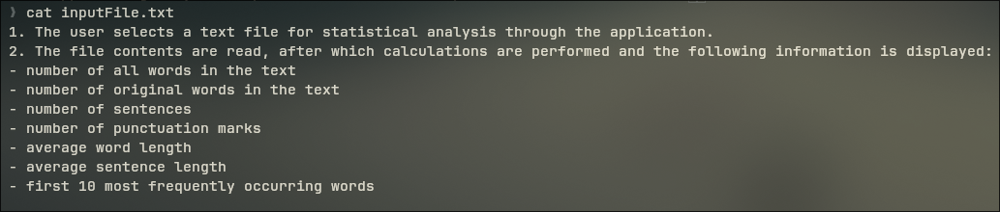 ❯ cat inputFile.txt
1. The user selects a text file for statistical analysis through the application.
2. The file contents are read, after which calculations are performed and the following information is displayed:
- number of all words in the text
- number of original words in the text
- number of sentences
- number of punctuation marks
- average word length
- average sentence length
- first 10 most frequently occurring words